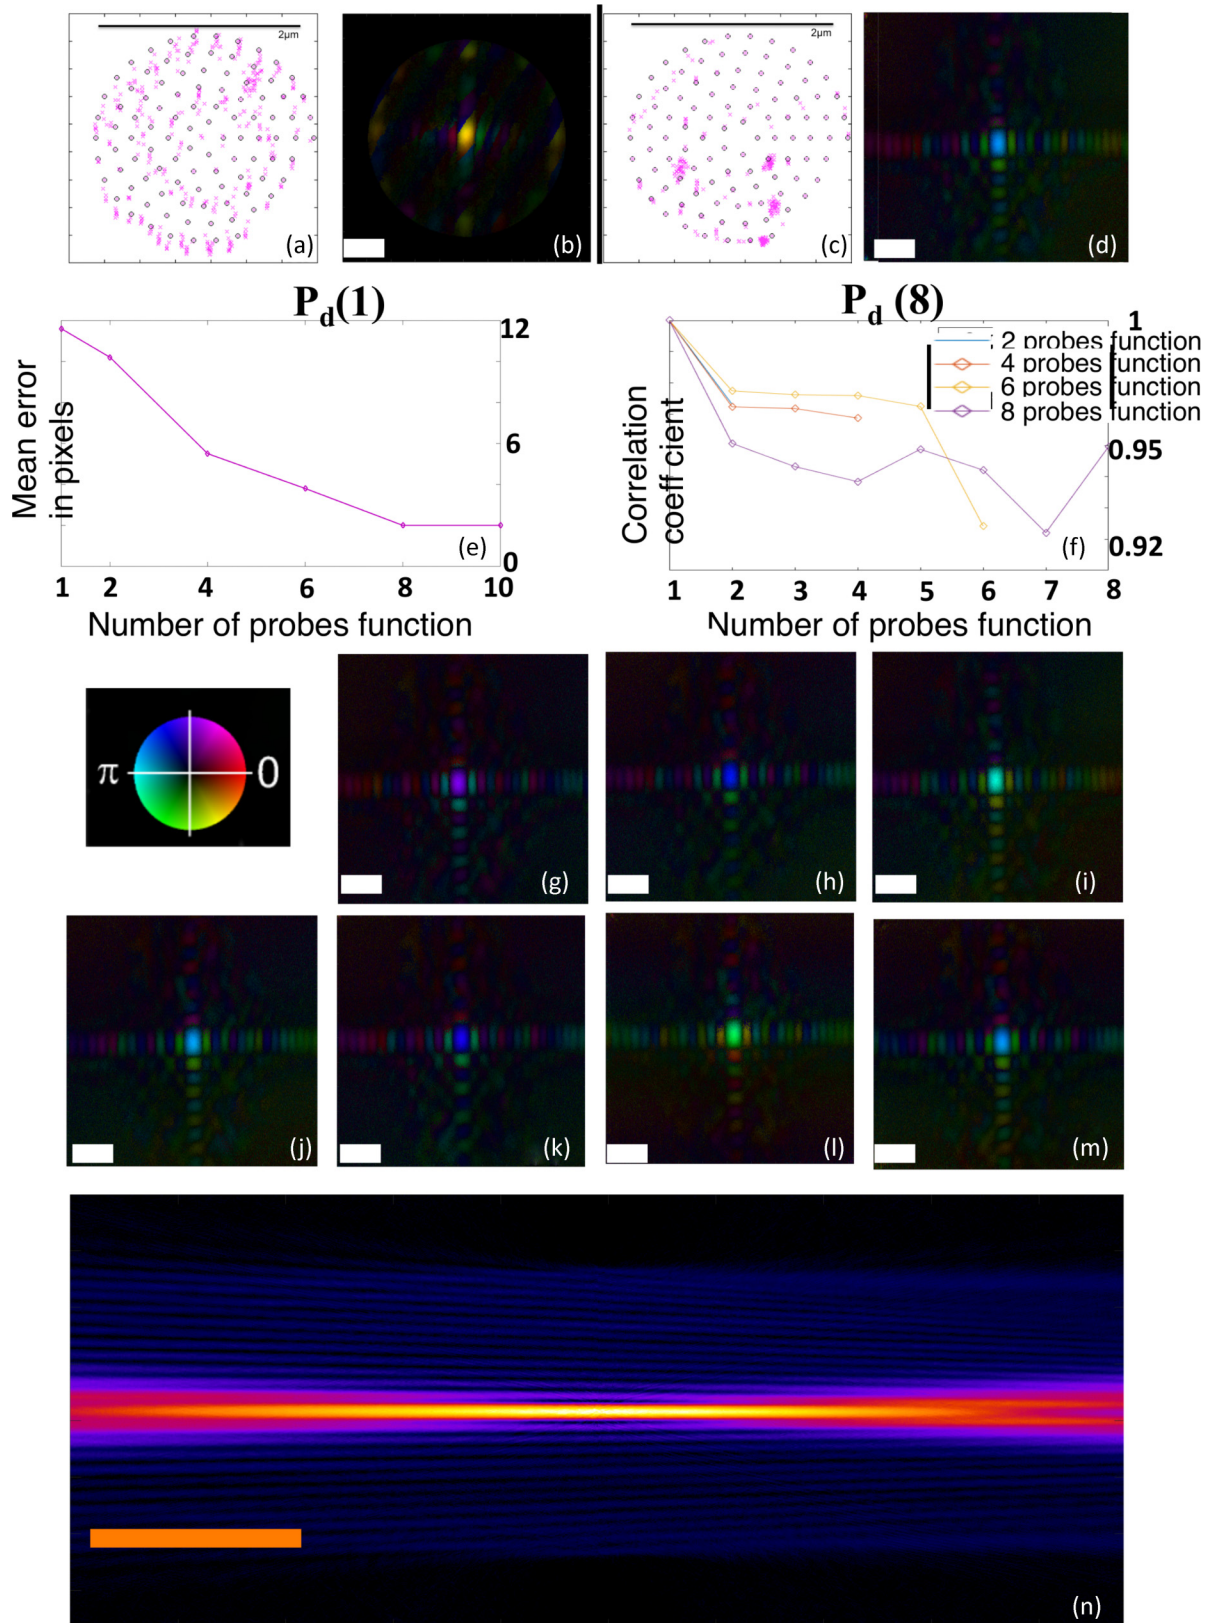 2μm
(a)
(b)
2μm
(c)
(d)
P_d(1)
P_d (8)
Mean error
in pixels
12
6
0
(e)
1 2 4 6 8 10
Number of probes function
Correlation
coeff cient
1
0.95
0.92
2 probes function
4 probes function
6 probes function
8 probes function
(f)
1 2 3 4 5 6 7 8
Number of probes function
π 0
(g)
(h)
(i)
(j)
(k)
(l)
(m)
(n)